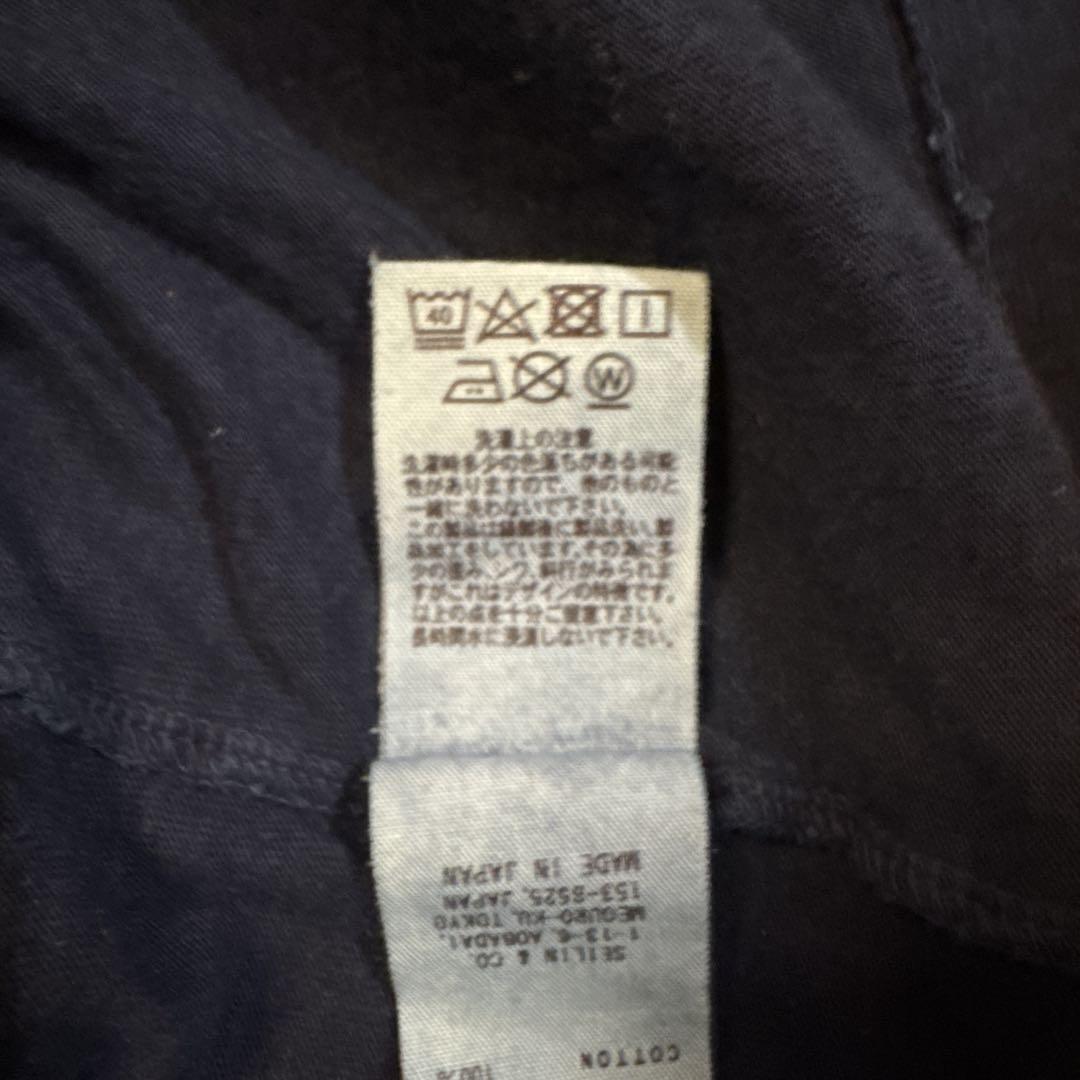 40
W
洗濯上の注意
洗濯時多少の色落ちがある可能
性がありますので、他のものと
一緒に洗わないで下さい。
この製品は縫製後に製品洗い、製
品加工をしています。その為に多
少の歪み、 斜行がみられま
すがこれはデザインの特徴です。
以上の点を十分ご留意下さい。
長時間水に浸漬しないで下さい。
COTTON 100%
SEILIN & CO.
1-13-6, AOBADAI,
MEGURO-KU, TOKYO
153-8525, JAPAN
MADE IN JAPAN